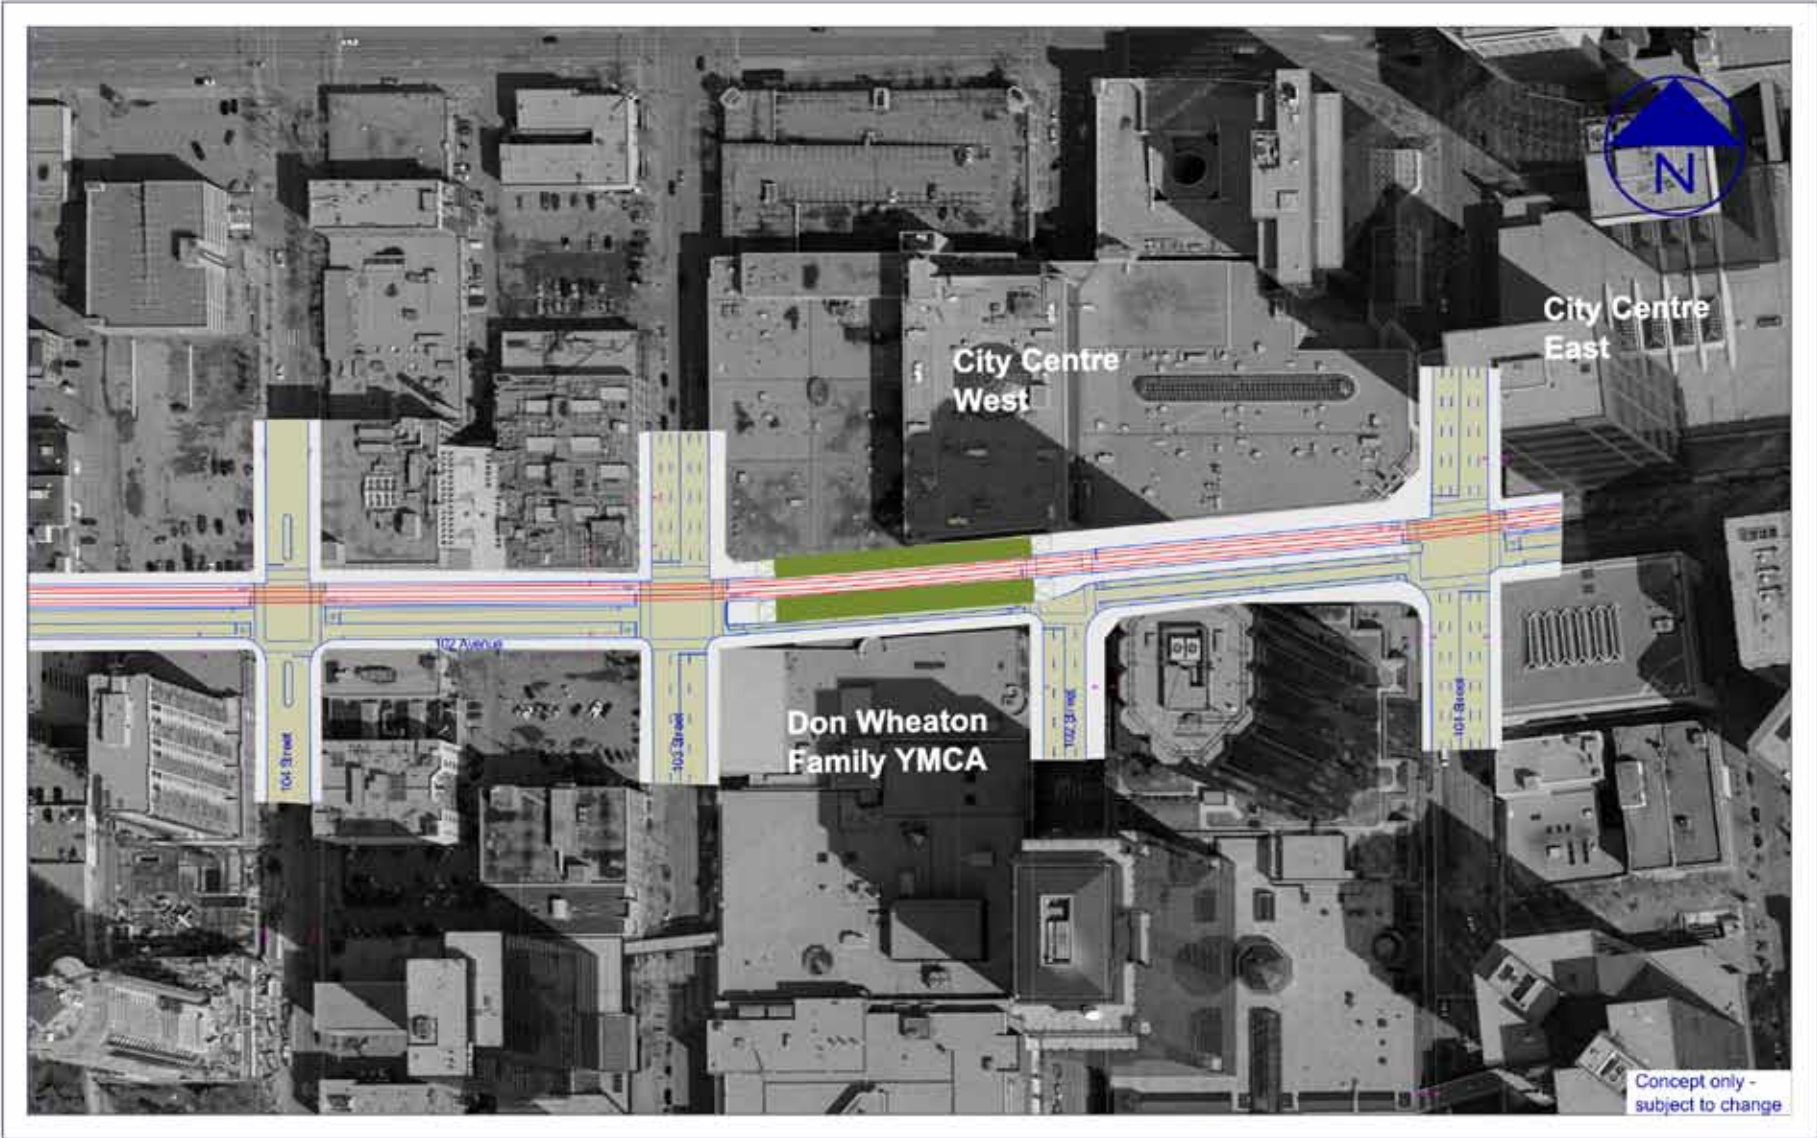 N
City Centre
East
City Centre
West
102 Avenue
Don Wheaton
Family YMCA
104 Street
103 Street
102 Street
101 Street
Concept only -
subject to change